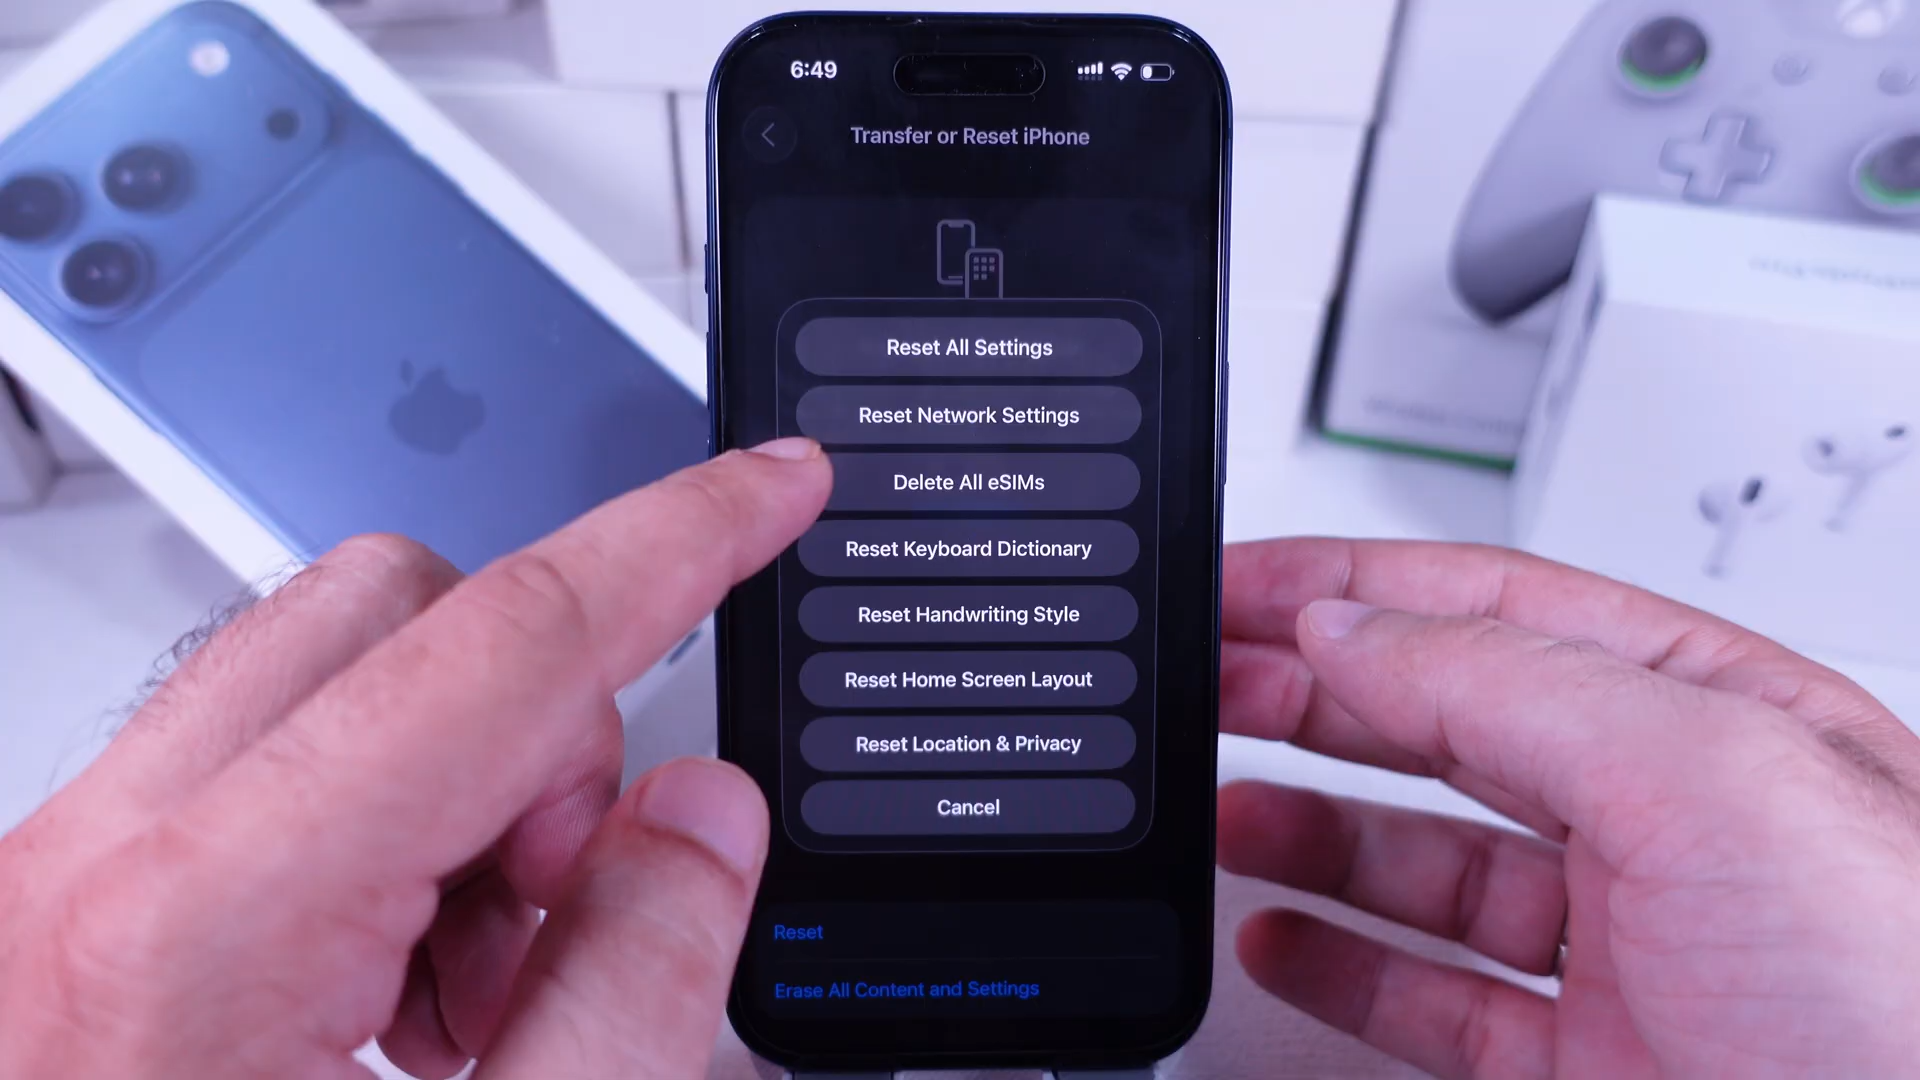 6:49
Transfer or Reset iPhone
Reset All Settings
Reset Network Settings
Delete All eSIMs
Reset Keyboard Dictionary
Reset Handwriting Style
Reset Home Screen Layout
Reset Location & Privacy
Cancel
Reset
Erase All Content and Settings